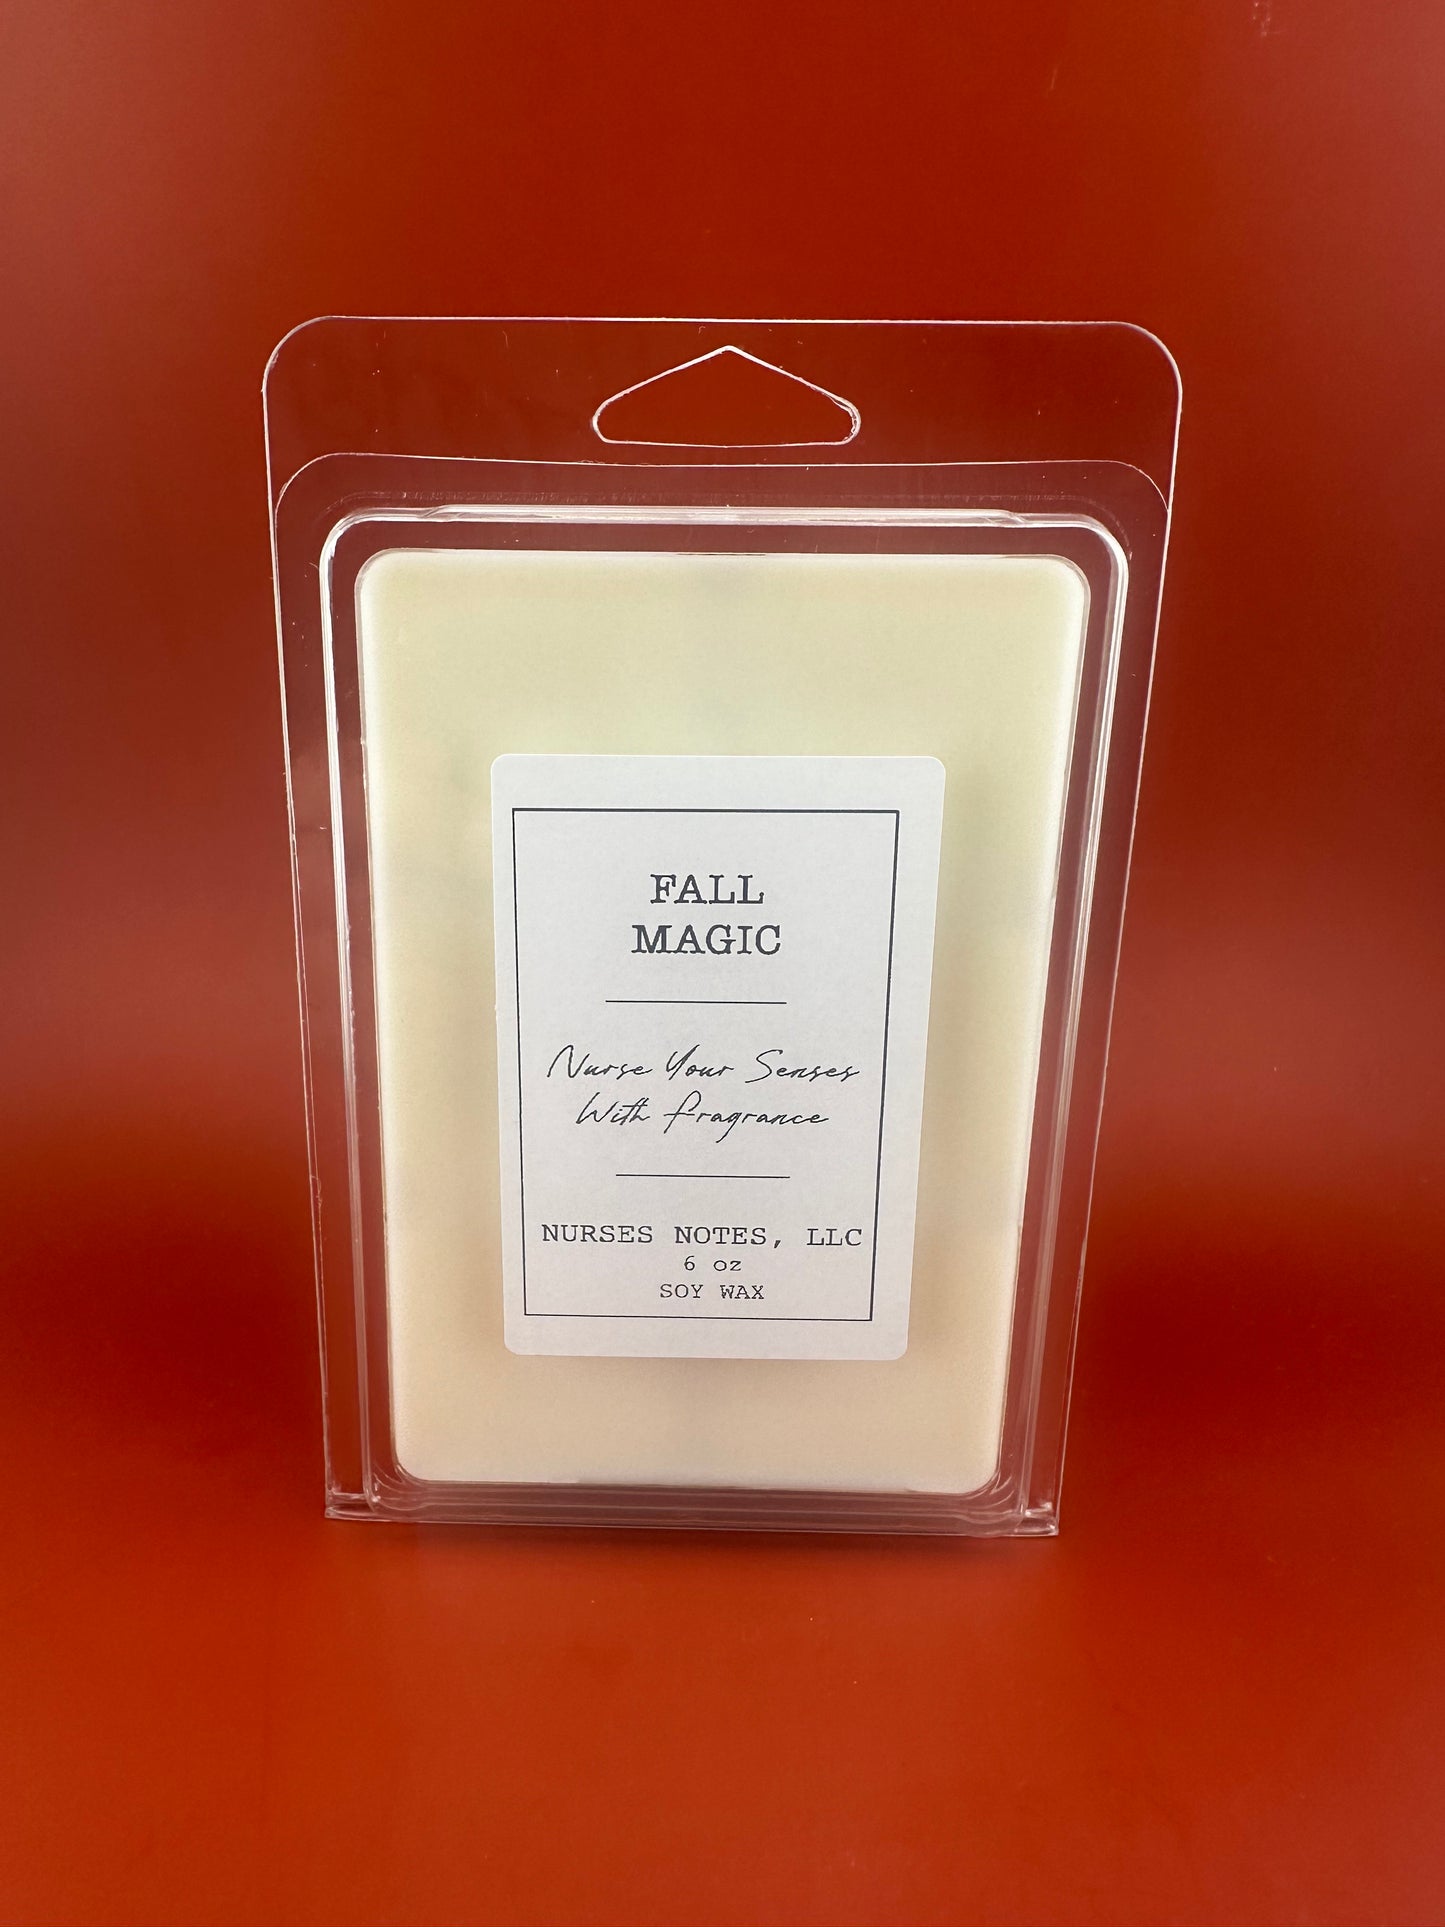 FALL
MAGIC
Nurse Your Senses
With Fragrance
NURSES NOTES, LLC
6 oz
SOY WAX